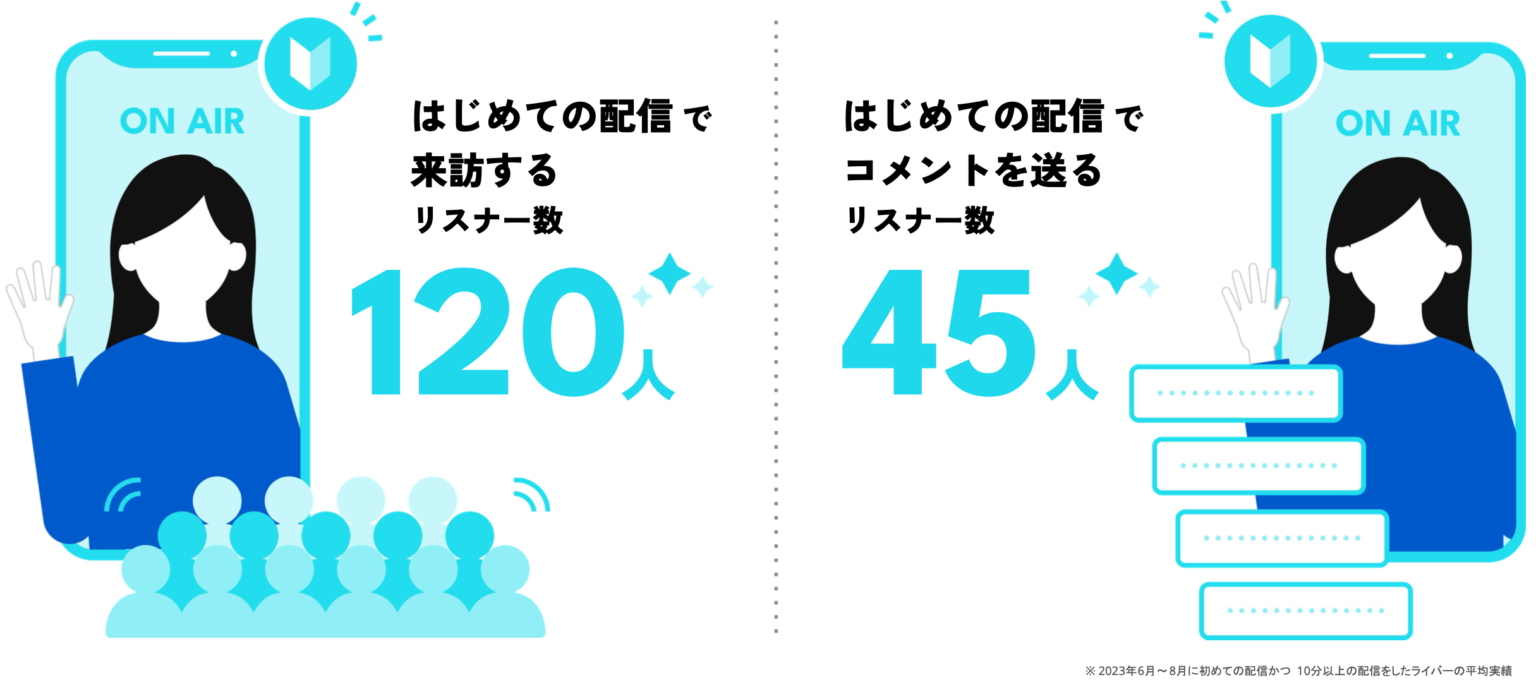 ON AIR
はじめての配信 で
来訪する
リスナー数
120人
はじめての配信 で
コメントを送る
リスナー数
45人
ON AIR
※ 2023年6月〜8月に初めての配信かつ 10分以上の配信をしたライバーの平均実績